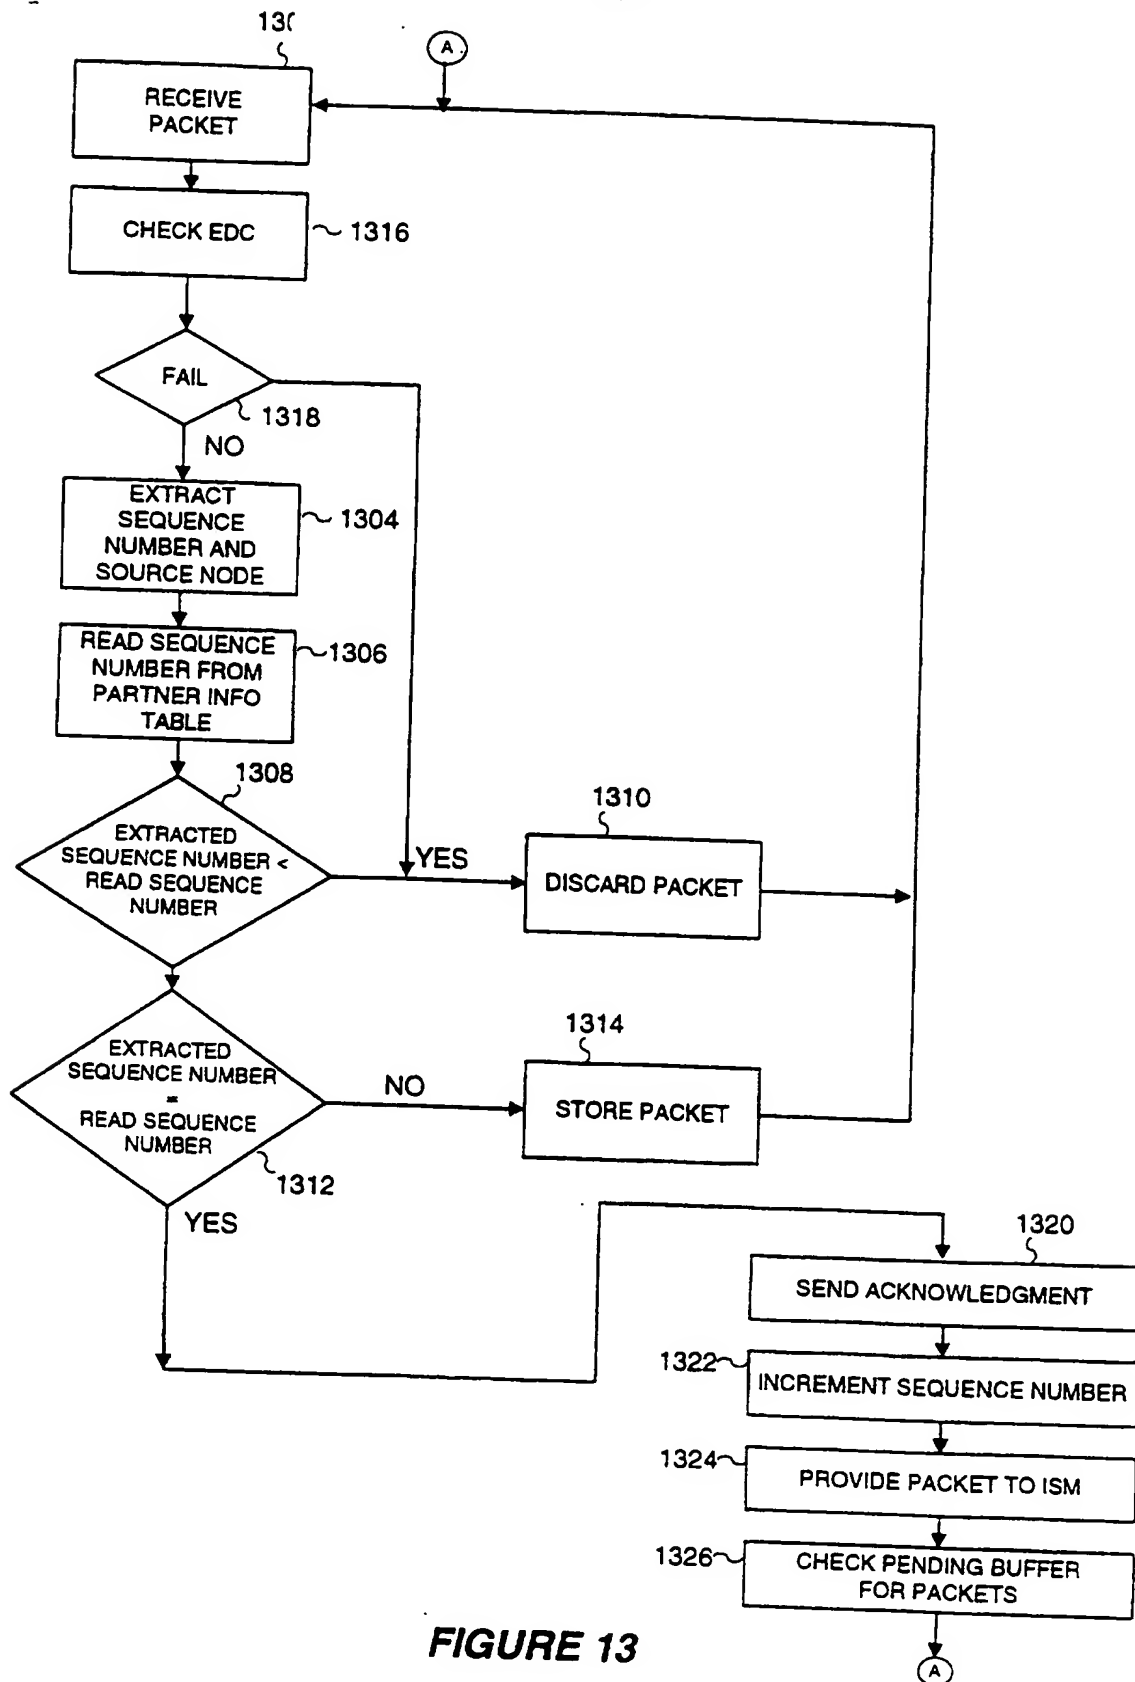 A
RECEIVE
PACKET
CHECK EDC
1316
FAIL
1318
NO
EXTRACT
SEQUENCE
NUMBER AND
SOURCE NODE
1304
READ SEQUENCE
NUMBER FROM
PARTNER INFO
TABLE
1306
1308
EXTRACTED
SEQUENCE NUMBER <
READ SEQUENCE
NUMBER
YES
1310
DISCARD PACKET
EXTRACTED
SEQUENCE NUMBER
=
READ SEQUENCE
NUMBER
1312
NO
1314
STORE PACKET
YES
1320
SEND ACKNOWLEDGMENT
1322
INCREMENT SEQUENCE NUMBER
1324
PROVIDE PACKET TO ISM
1326
CHECK PENDING BUFFER
FOR PACKETS
A
FIGURE 13